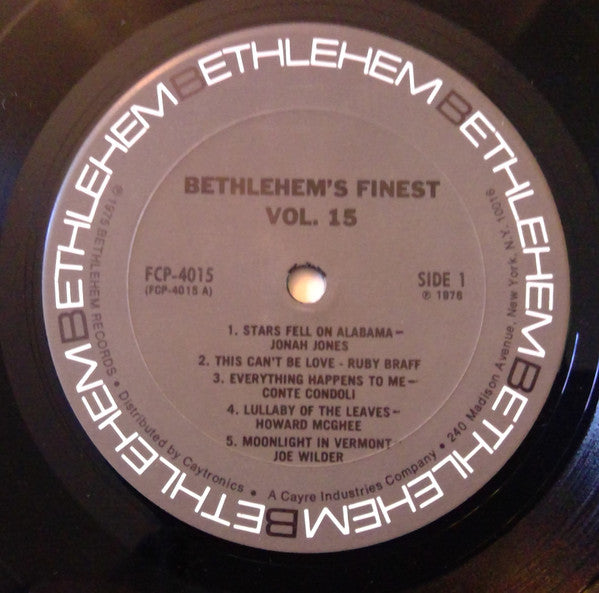 BETHLEHEM BETHLEHEM BETHLEHEM BETHLEHEM BETHLEHEM BETHLEHEM
BETHLEHEM'S FINEST
VOL. 15
FCP-4015
(FCP-4015 A)
SIDE 1
℗ 1976
1. STARS FELL ON ALABAMA—
JONAH JONES
2. THIS CAN'T BE LOVE - RUBY BRAFF
3. EVERYTHING HAPPENS TO ME—
CONTE CONDOLI
4. LULLABY OF THE LEAVES—
HOWARD MCGHEE
5. MOONLIGHT IN VERMONT-
JOE WILDER
℗ 1975 BETHLEHEM RECORDS • Distributed by Caytronics • A Cayre Industries Company • 240 Madison Avenue, New York, N.Y. 10016